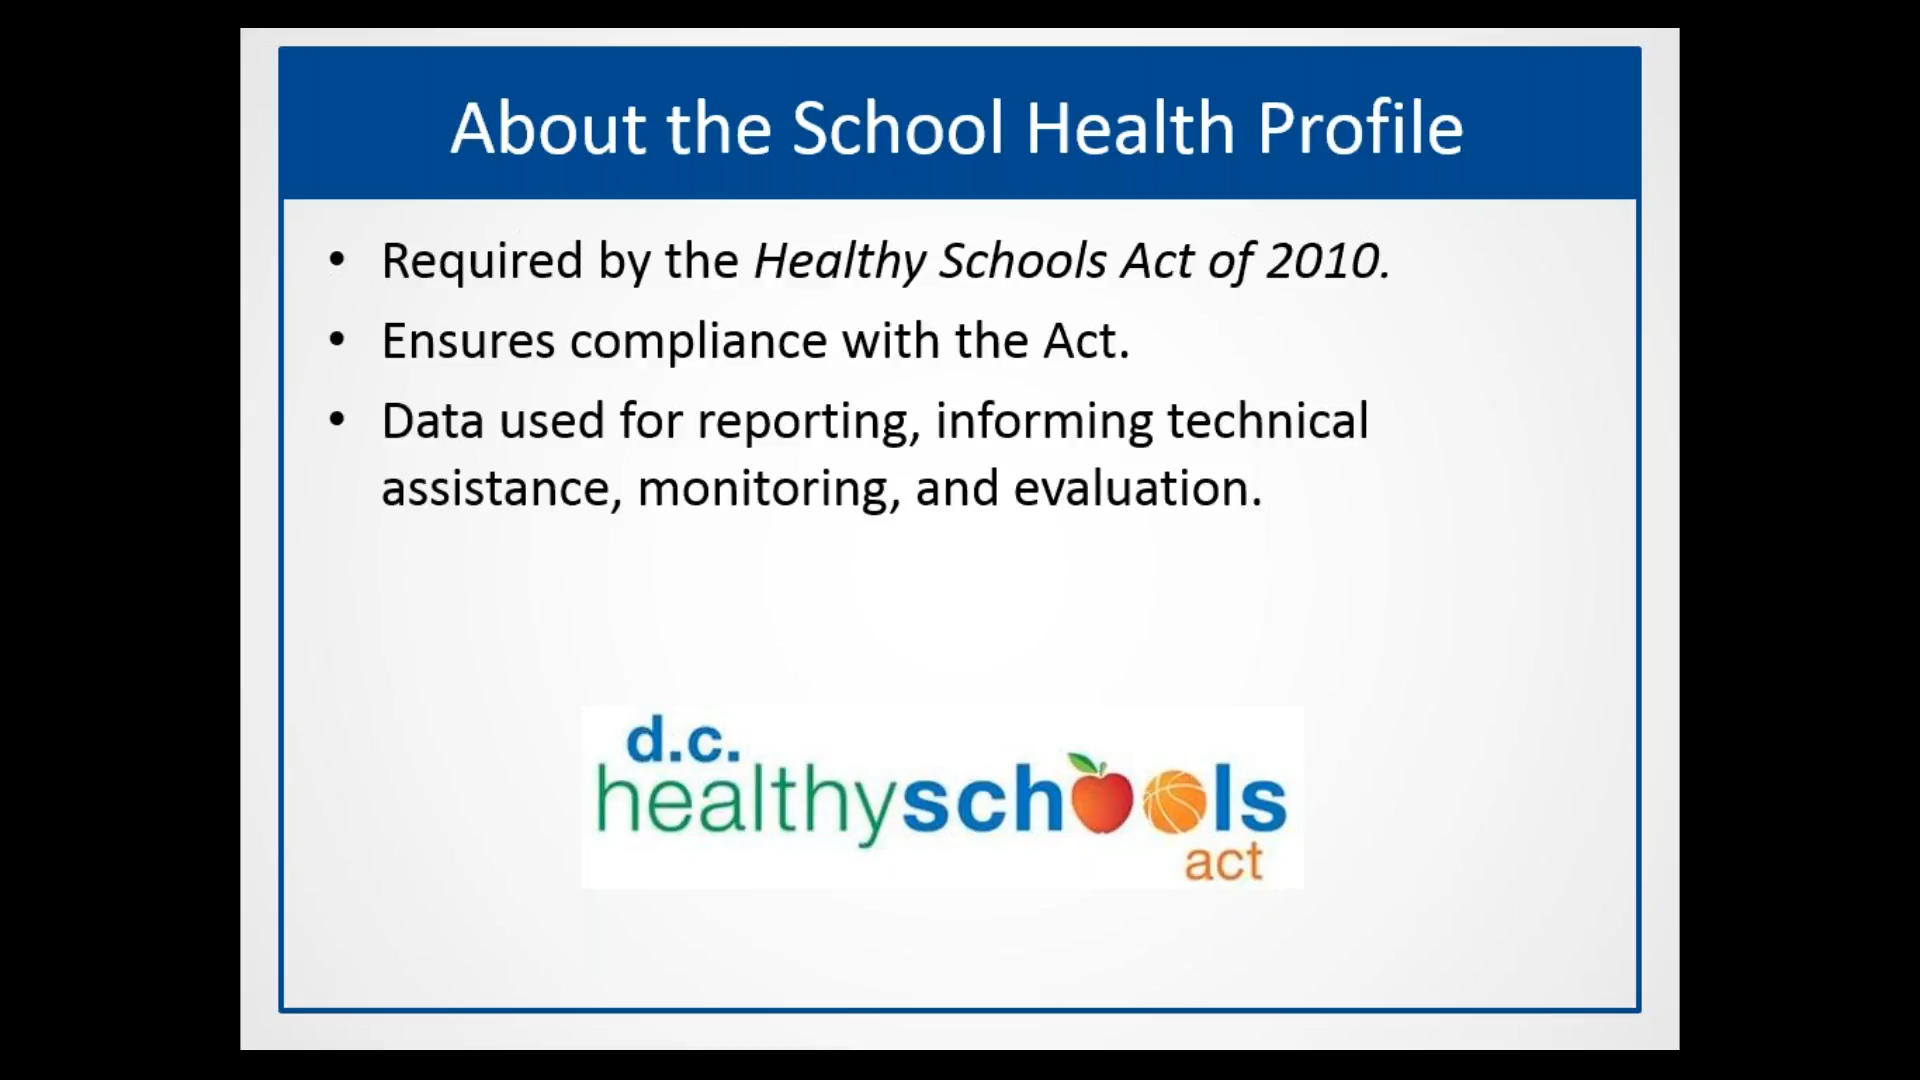 About the School Health Profile
• Required by the Healthy Schools Act of 2010.
• Ensures compliance with the Act.
• Data used for reporting, informing technical
assistance, monitoring, and evaluation.
d.c.
healthyschools
act